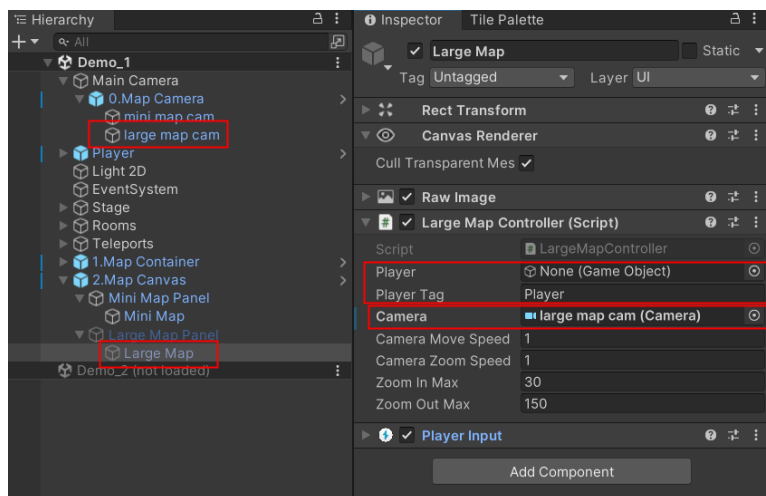 Hierarchy
All
Demo_1
Main Camera
0.Map Camera
mini map cam
large map cam
Player
Light 2D
EventSystem
Stage
Rooms
Teleports
1.Map Container
2.Map Canvas
Mini Map Panel
Mini Map
Large Map Panel
Large Map
Demo_2 (not loaded)
Inspector
Tile Palette
Large Map
Static
Tag Untagged
Layer UI
Rect Transform
Canvas Renderer
Cull Transparent Mes
Raw Image
Large Map Controller (Script)
Script LargeMapController
Player None (Game Object)
Player Tag Player
Camera large map cam (Camera)
Camera Move Speed 1
Camera Zoom Speed 1
Zoom In Max 30
Zoom Out Max 150
Player Input
Add Component